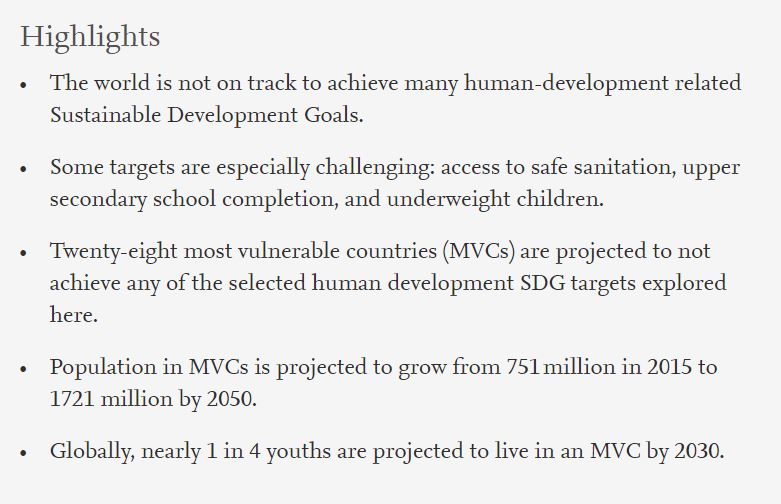 Highlights
• The world is not on track to achieve many human-development related
Sustainable Development Goals.
• Some targets are especially challenging: access to safe sanitation, upper
secondary school completion, and underweight children.
• Twenty-eight most vulnerable countries (MVCs) are projected to not
achieve any of the selected human development SDG targets explored
here.
• Population in MVCs is projected to grow from 751 million in 2015 to
1721 million by 2050.
• Globally, nearly 1 in 4 youths are projected to live in an MVC by 2030.